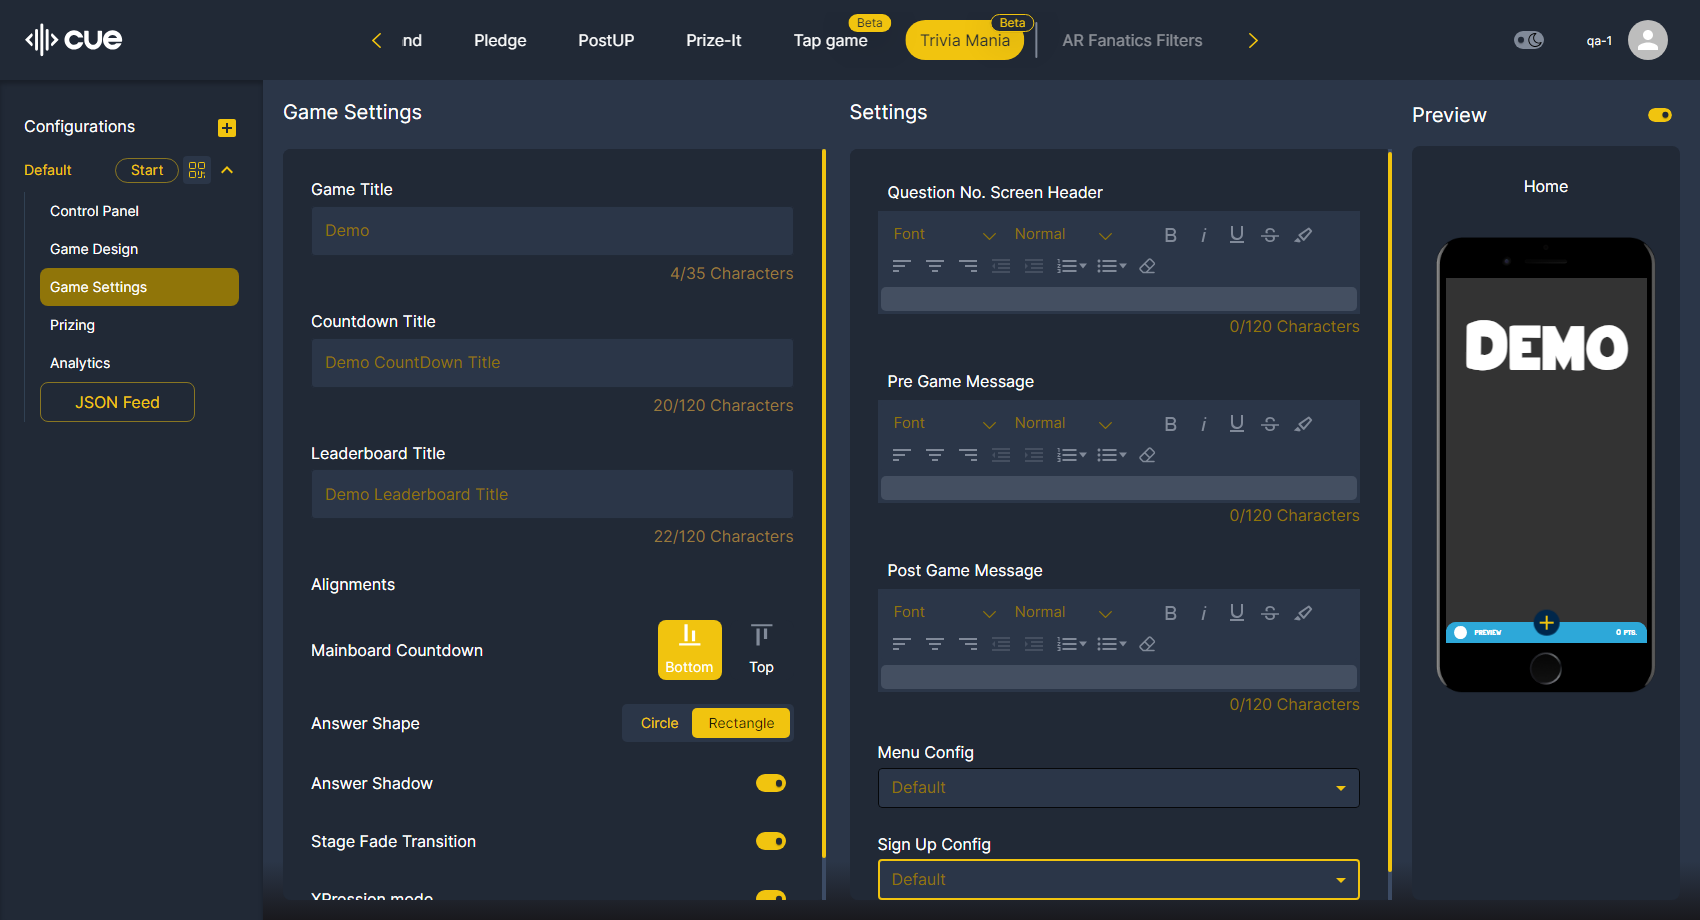 cue
nd
Pledge
PostUP
Prize-It
Tap game
Beta
Trivia Mania
Beta
AR Fanatics Filters
qa-1
Configurations
Default
Start
Control Panel
Game Design
Game Settings
Prizing
Analytics
JSON Feed
Game Settings
Game Title
Demo
4/35 Characters
Countdown Title
Demo CountDown Title
20/120 Characters
Leaderboard Title
Demo Leaderboard Title
22/120 Characters
Alignments
Mainboard Countdown
Bottom
Top
Answer Shape
Circle
Rectangle
Answer Shadow
Stage Fade Transition
XPression mode
Settings
Question No. Screen Header
Font
Normal
0/120 Characters
Pre Game Message
Font
Normal
0/120 Characters
Post Game Message
Font
Normal
0/120 Characters
Menu Config
Default
Sign Up Config
Default
Preview
Home
DEMO
PREVIEW
0 PTS.